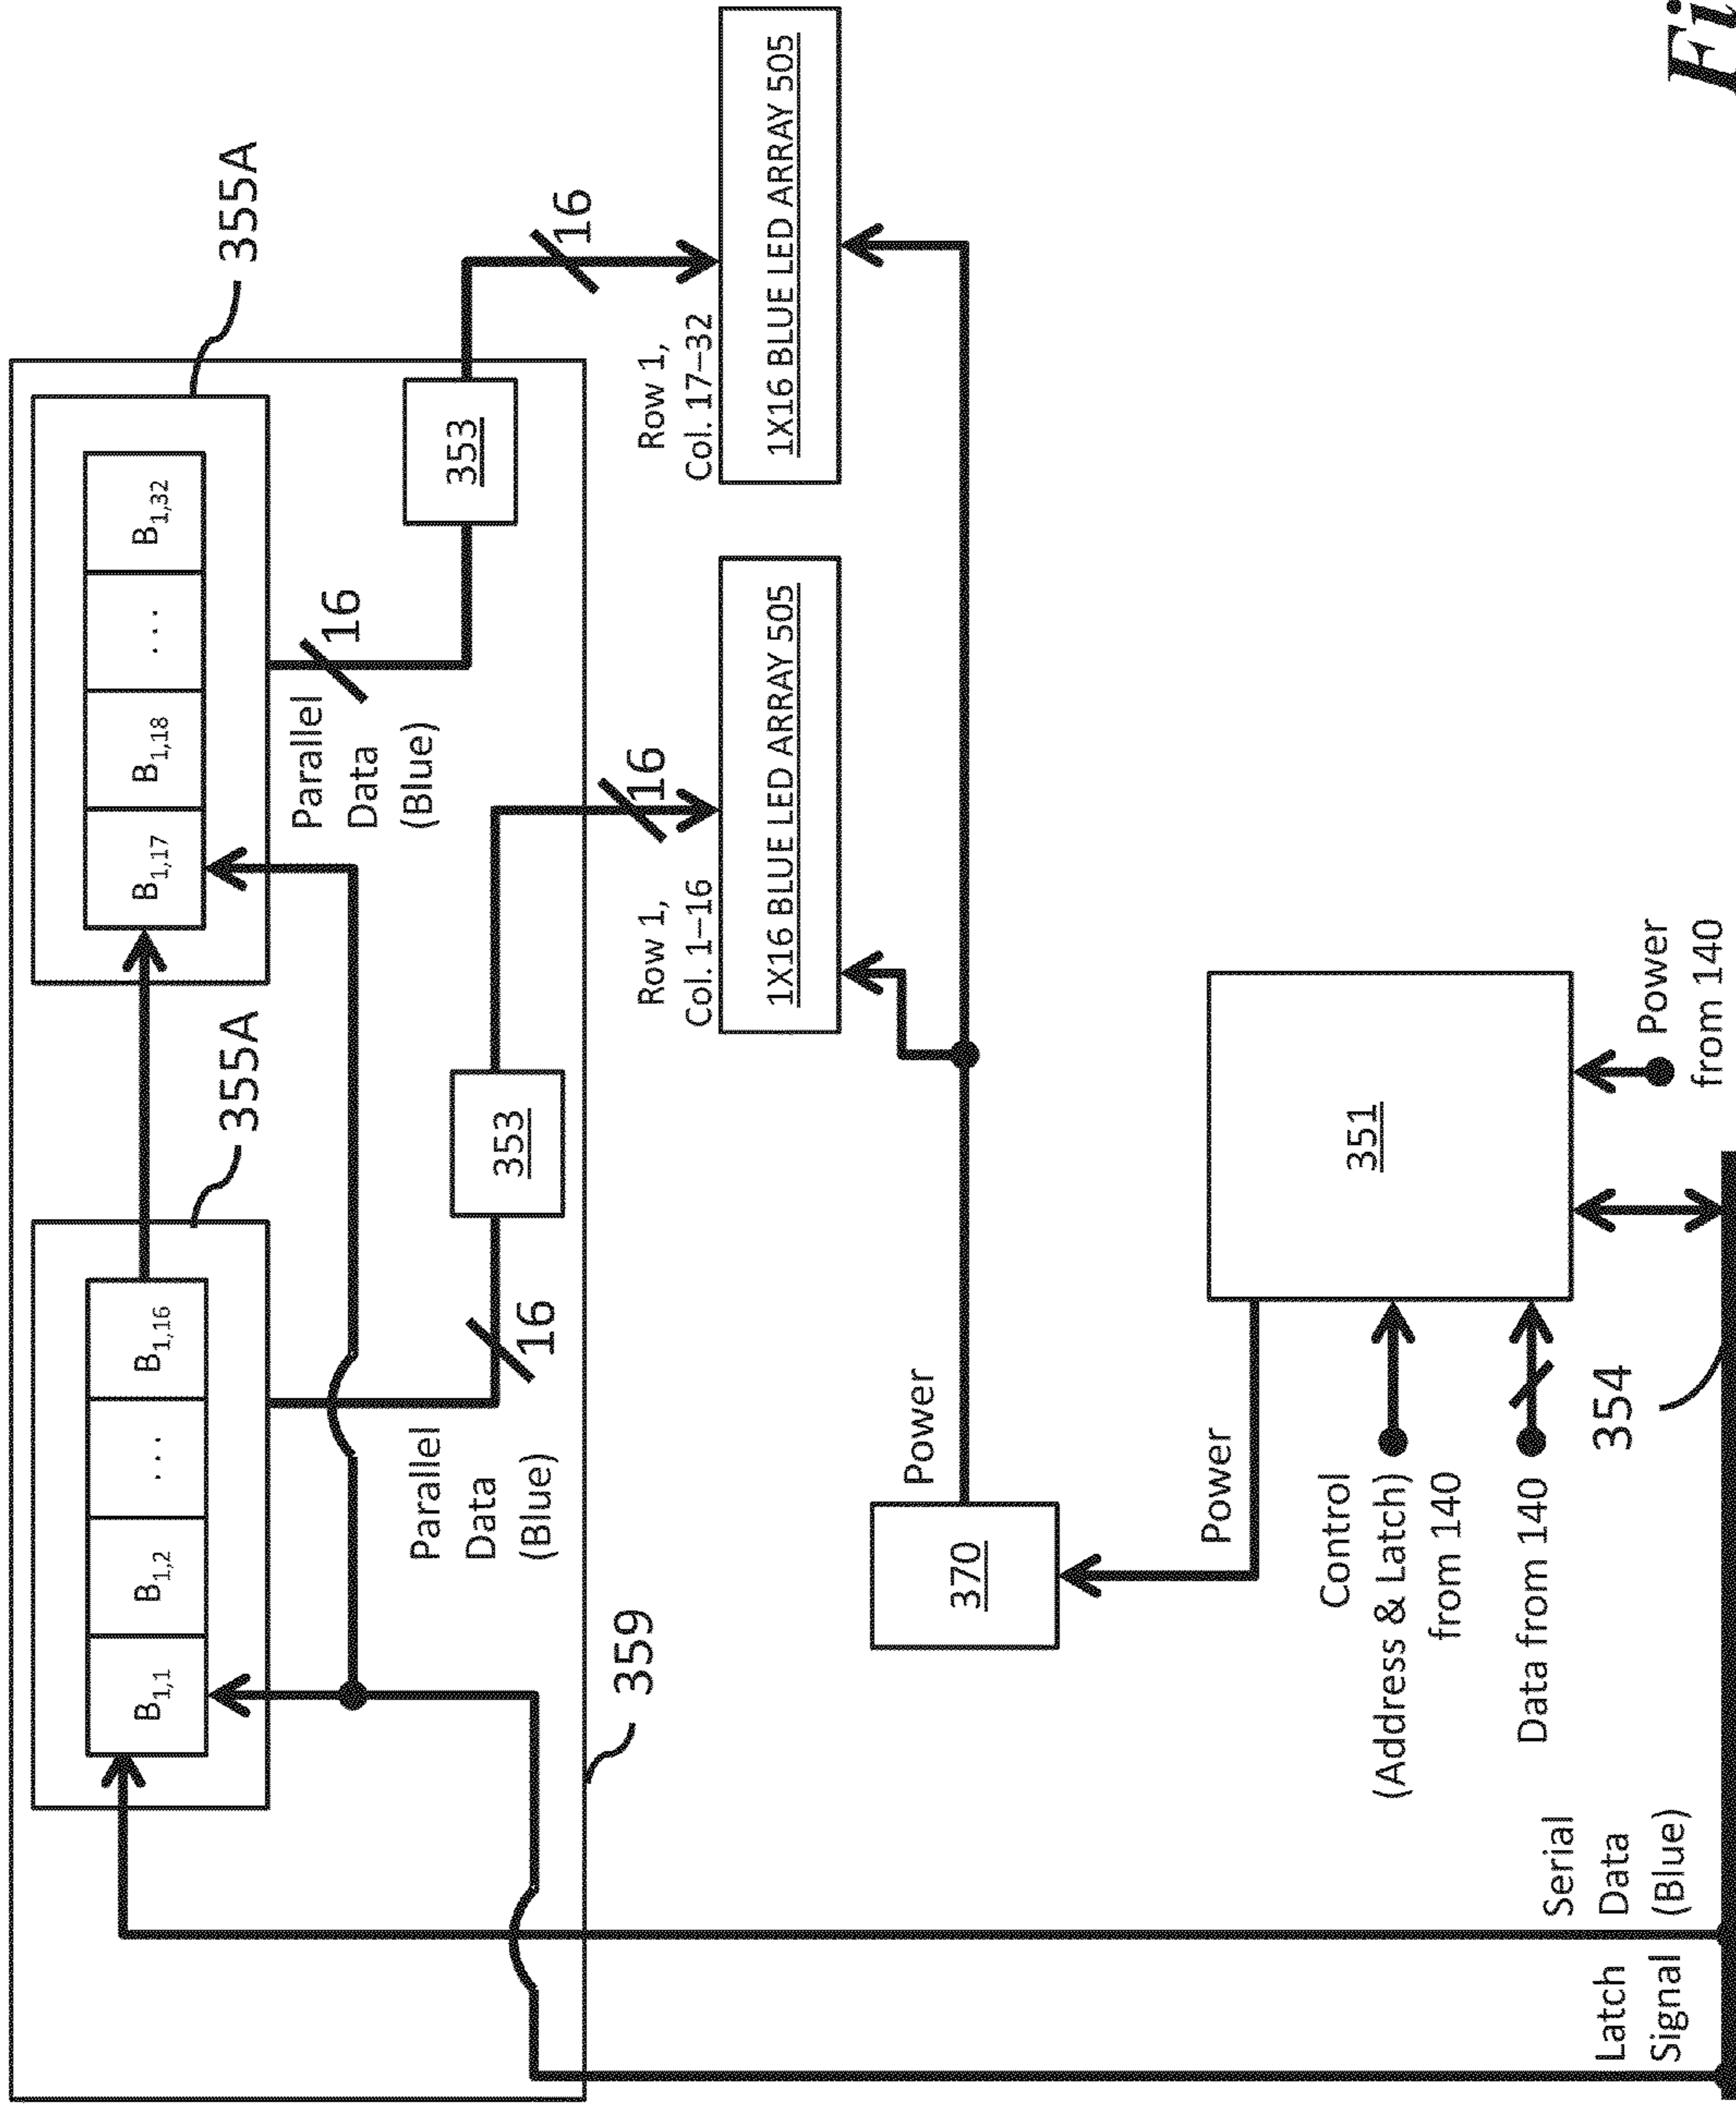 355A
355A
B1,1
B1,2
...
B1,16
B1,17
B1,18
...
B1,32
Parallel
Data
(Blue)
16
Parallel
Data
(Blue)
16
353
353
359
16
16
Row 1,
Col. 1–16
1X16 BLUE LED ARRAY 505
Row 1,
Col. 17–32
1X16 BLUE LED ARRAY 505
370
Power
Power
351
Control
(Address & Latch)
from 140
Data from 140
Power
from 140
354
Serial
Data
(Blue)
Latch
Signal
Fi